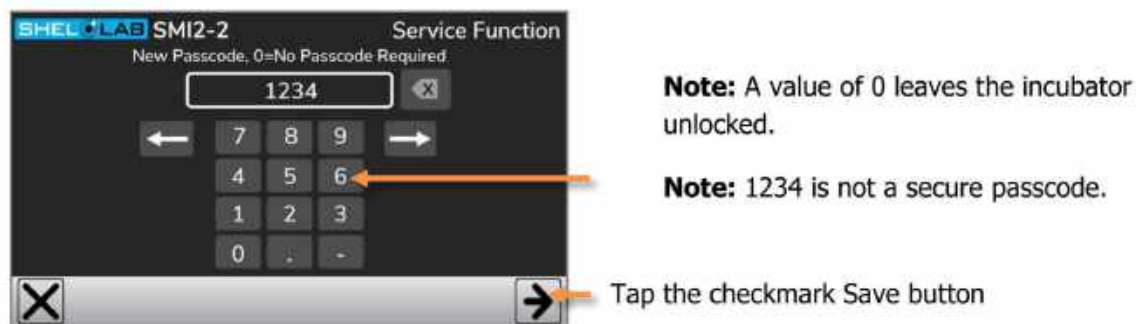 SHEL LAB SMI2-2 Service Function
New Passcode, 0=No Passcode Required
1234
7 8 9
4 5 6
1 2 3
0 . -
Note: A value of 0 leaves the incubator
unlocked.
Note: 1234 is not a secure passcode.
Tap the checkmark Save button